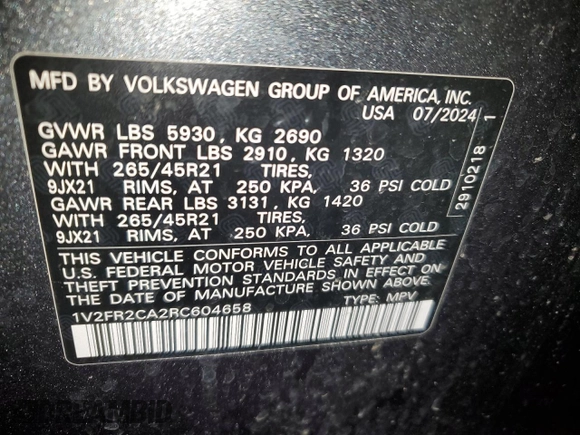 MFD BY VOLKSWAGEN GROUP OF AMERICA, INC.
USA 07/2024
GVWR LBS 5930, KG 2690
GAWR FRONT LBS 2910, KG 1320
WITH 265/45R21 TIRES,
9JX21 RIMS, AT 250 KPA, 36 PSI COLD
GAWR REAR LBS 3131, KG 1420
WITH 265/45R21 TIRES,
9JX21 RIMS, AT 250 KPA, 36 PSI COLD
THIS VEHICLE CONFORMS TO ALL APPLICABLE
U.S. FEDERAL MOTOR VEHICLE SAFETY AND
THEFT PREVENTION STANDARDS IN EFFECT ON
THE DATE OF MANUFACTURE SHOWN ABOVE.
1V2FR2CA2RC604658 TYPE: MPV
2910218 1